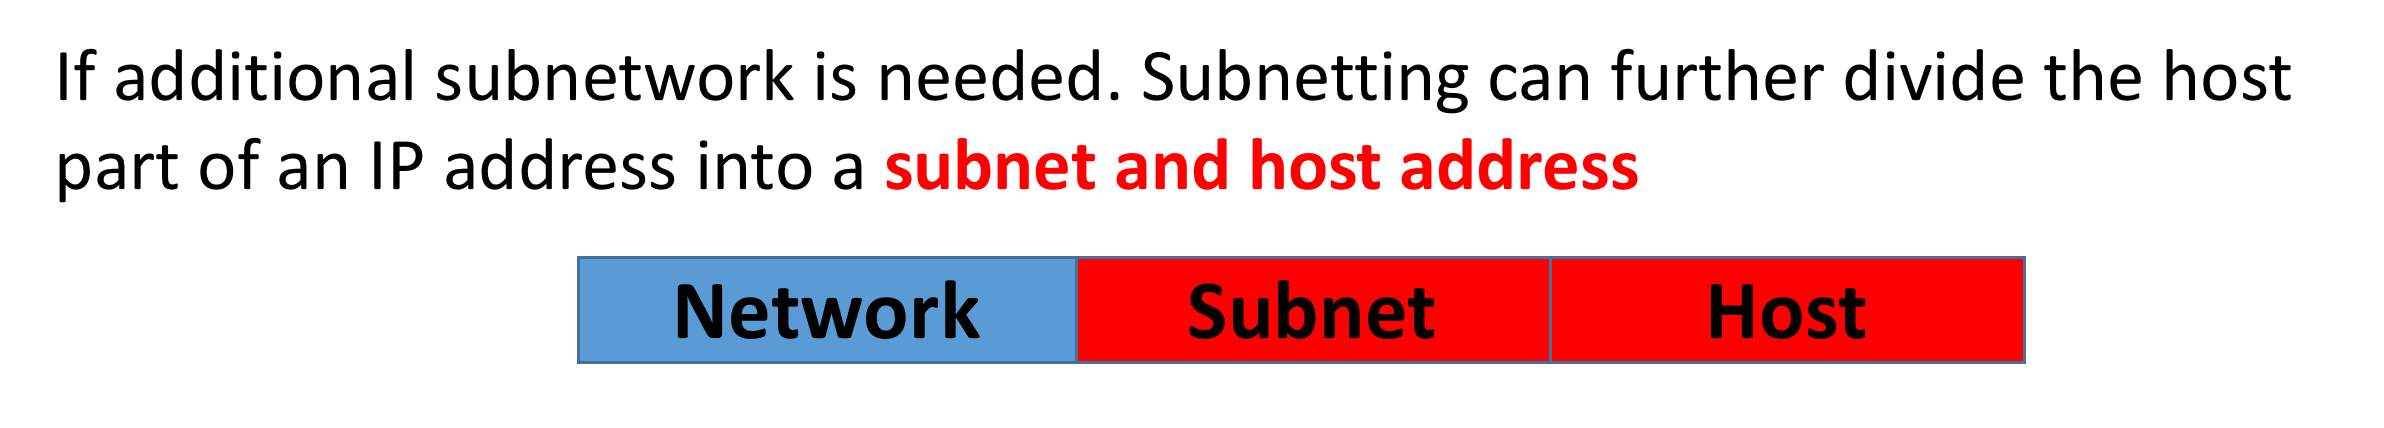 If additional subnetwork is needed. Subnetting can further divide the host
part of an IP address into a subnet and host address
Network Subnet Host